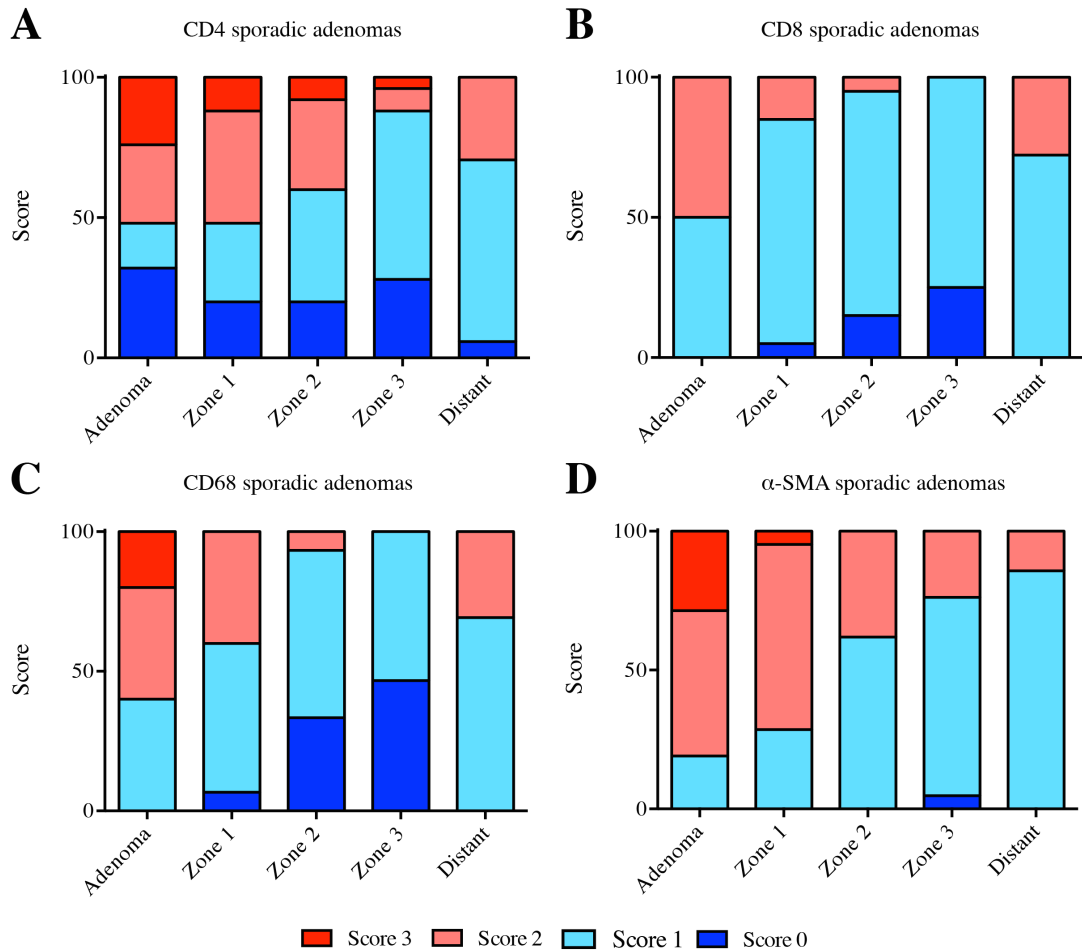 A
CD4 sporadic adenomas
100
50
0
Score
Adenoma
Zone 1
Zone 2
Zone 3
Distant
B
CD8 sporadic adenomas
100
50
0
Score
Adenoma
Zone 1
Zone 2
Zone 3
Distant
C
CD68 sporadic adenomas
100
50
0
Score
Adenoma
Zone 1
Zone 2
Zone 3
Distant
D
α-SMA sporadic adenomas
100
50
0
Score
Adenoma
Zone 1
Zone 2
Zone 3
Distant
Score 3 Score 2 Score 1 Score 0